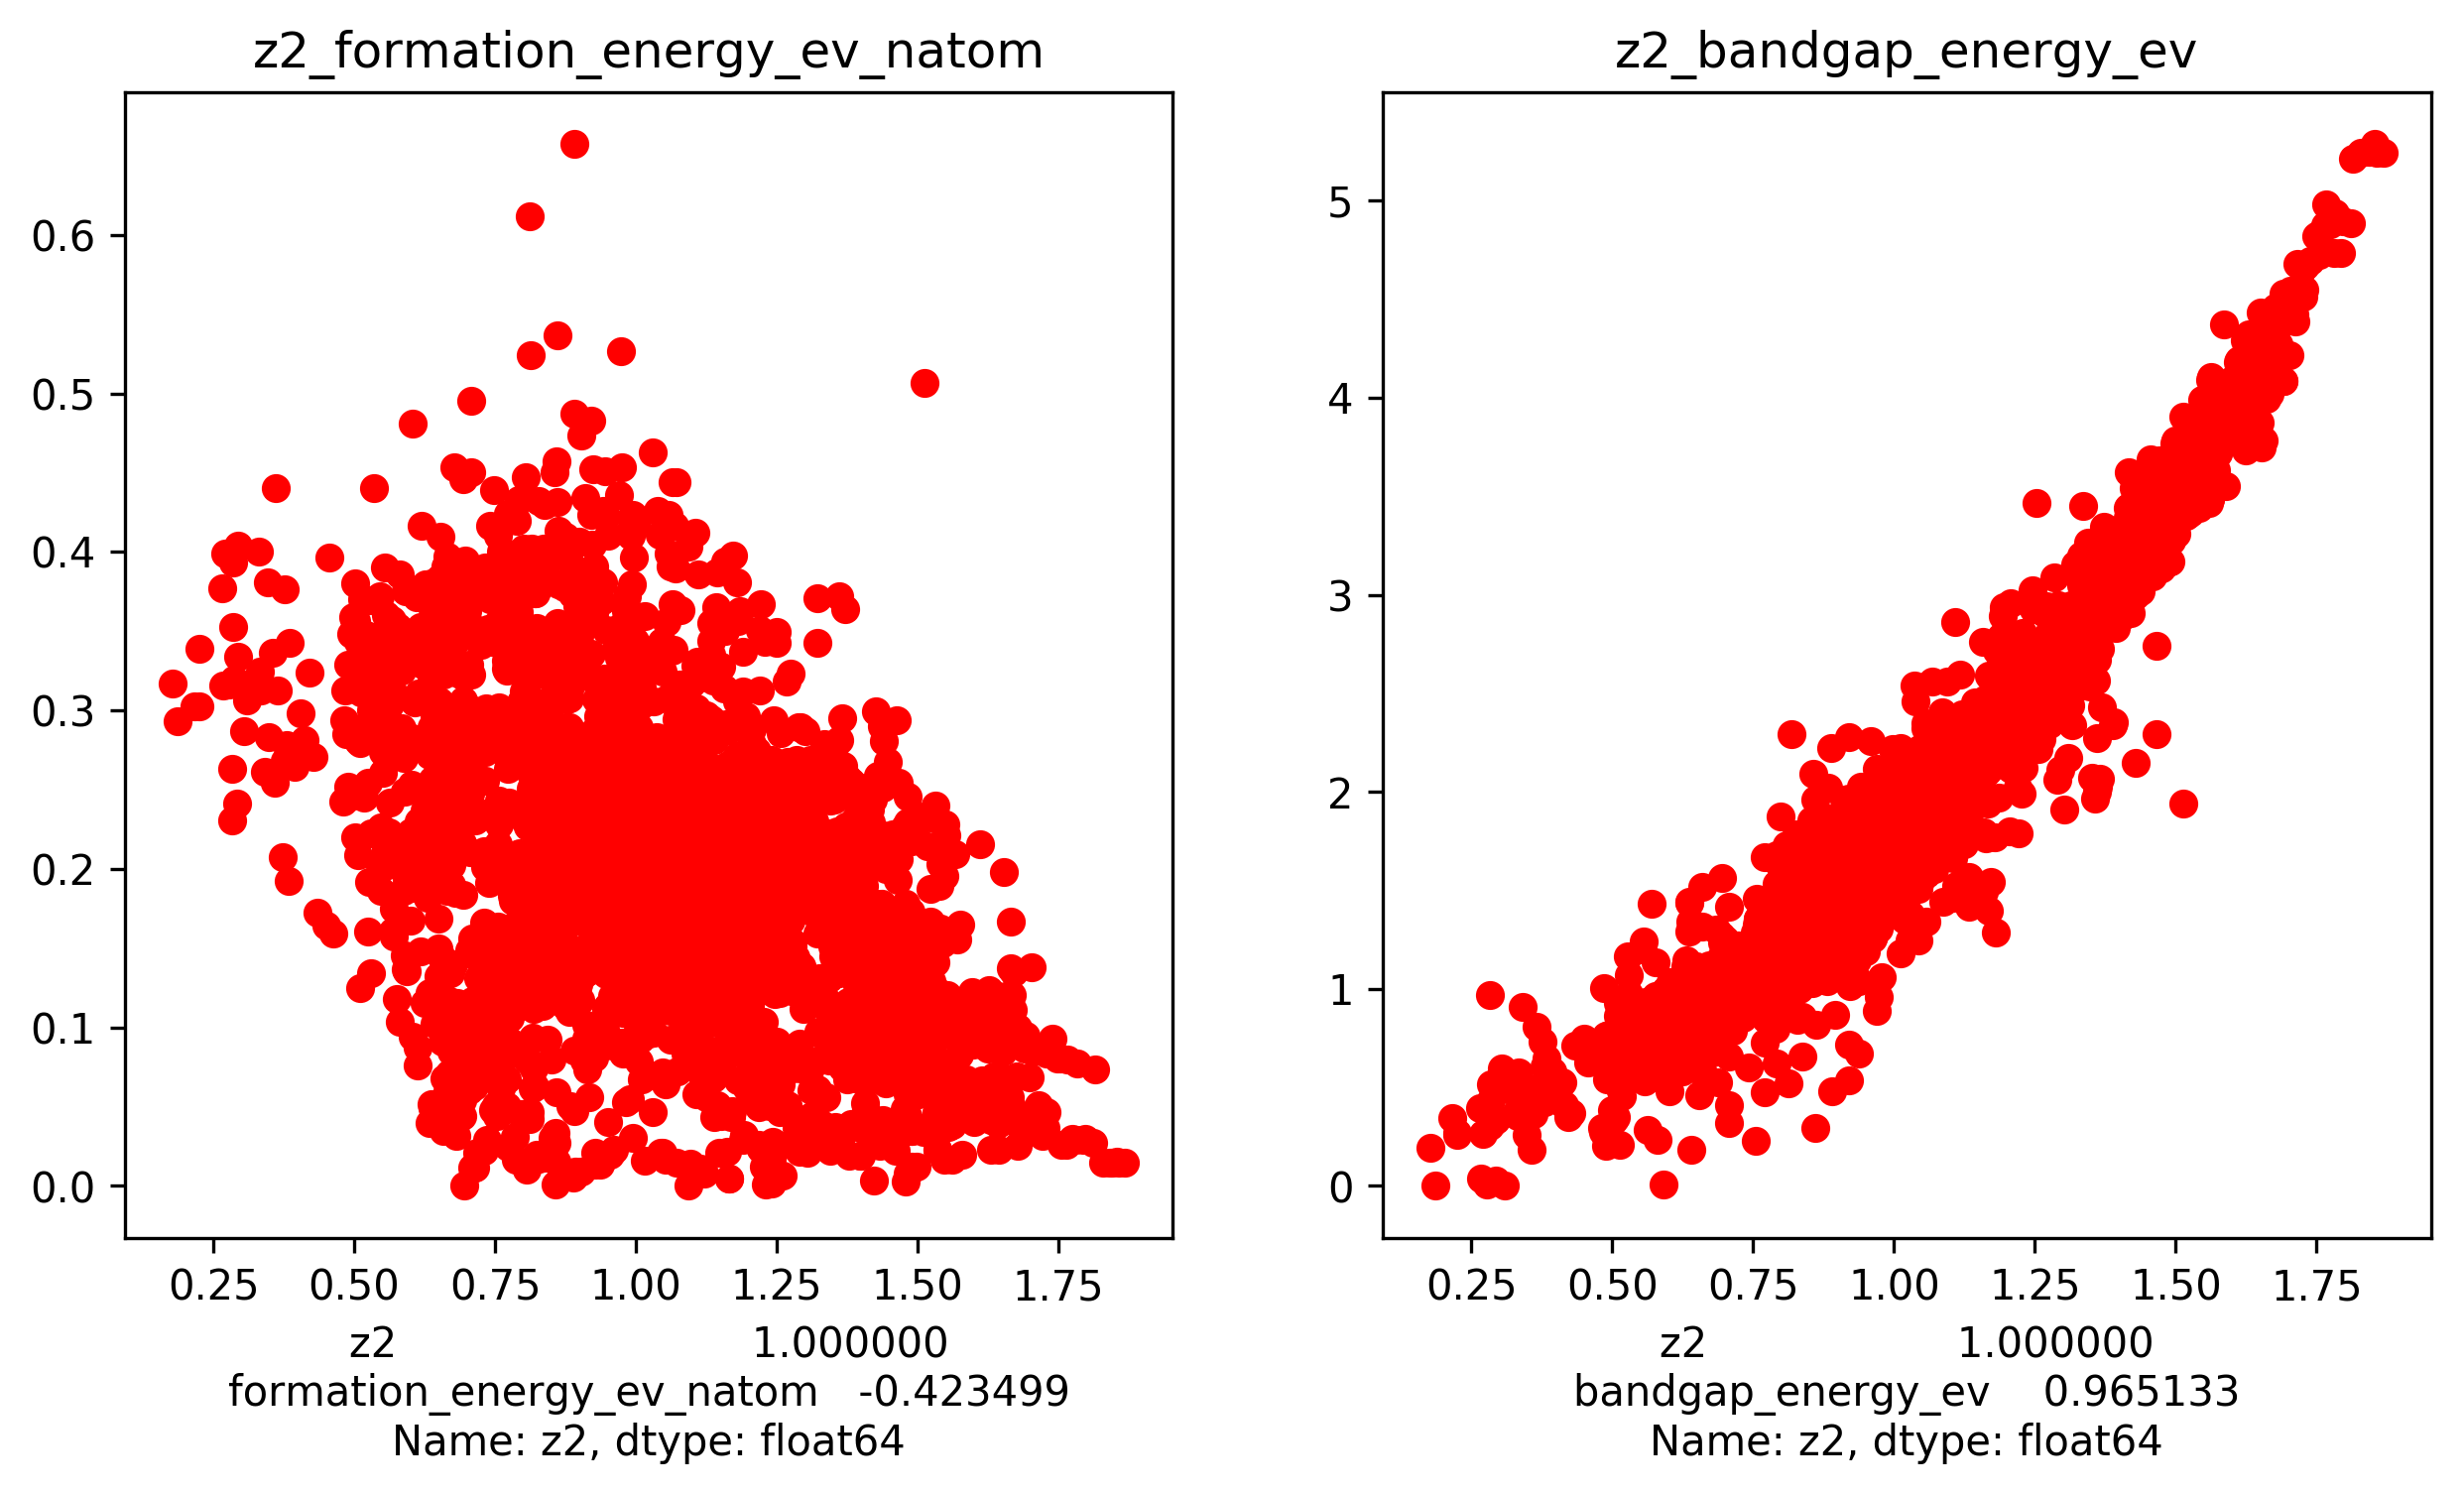 z2_formation_energy_ev_natom
0.6
0.5
0.4
0.3
0.2
0.1
0.0
0.25 0.50 0.75 1.00 1.25 1.50 1.75
z2 1.000000
formation_energy_ev_natom -0.423499
Name: z2, dtype: float64
z2_bandgap_energy_ev
5
4
3
2
1
0
0.25 0.50 0.75 1.00 1.25 1.50 1.75
z2 1.000000
bandgap_energy_ev 0.965133
Name: z2, dtype: float64